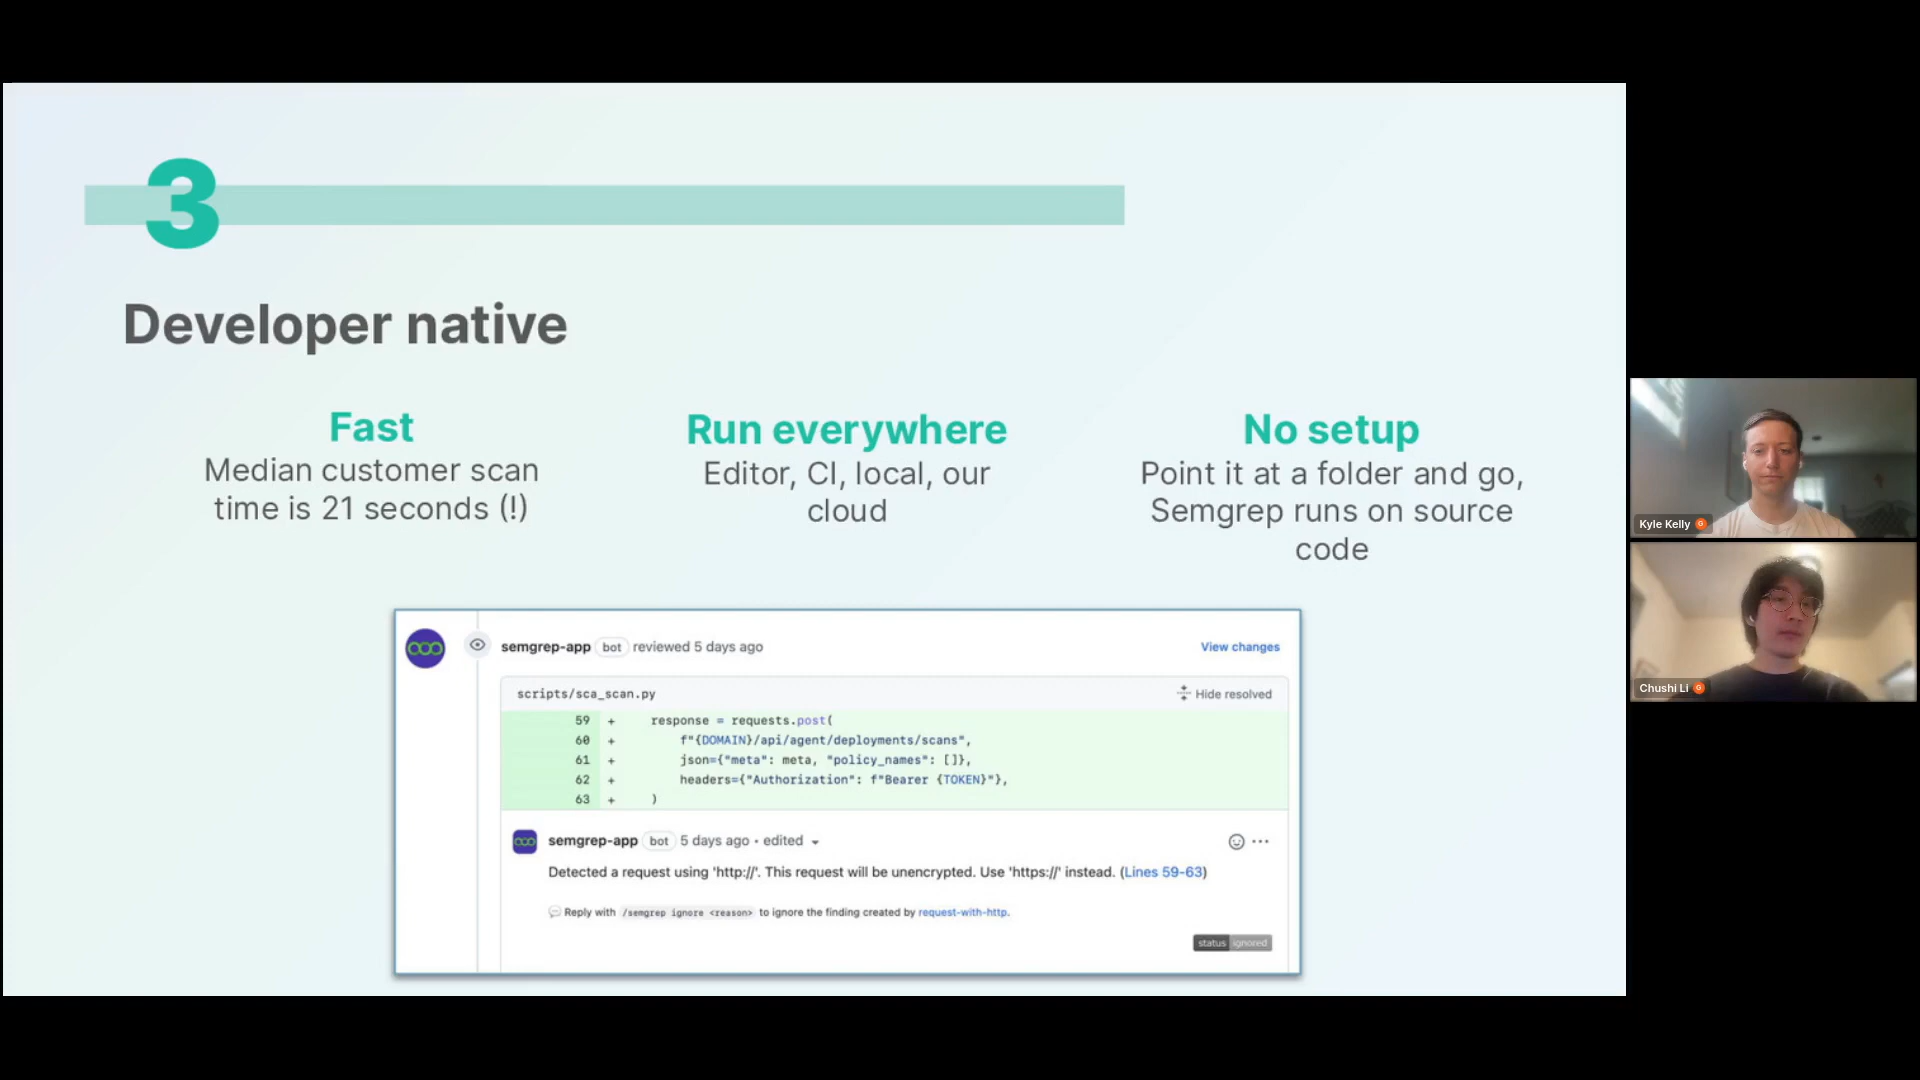 3
Developer native
Fast
Median customer scan
time is 21 seconds (!)
Run everywhere
Editor, CI, local, our
cloud
No setup
Point it at a folder and go,
Semgrep runs on source
code
semgrep-app bot reviewed 5 days ago
View changes
scripts/sca_scan.py
Hide resolved
59 + response = requests.post(
60 + f"{DOMAIN}/api/agent/deployments/scans",
61 + json={"meta": meta, "policy_names": []},
62 + headers={"Authorization": f"Bearer {TOKEN}"},
63 + )
semgrep-app bot 5 days ago • edited
Detected a request using 'http://'. This request will be unencrypted. Use 'https://' instead. (Lines 59-63)
Reply with /semgrep ignore <reason> to ignore the finding created by request-with-http.
status ignored
Kyle Kelly
Chushi Li